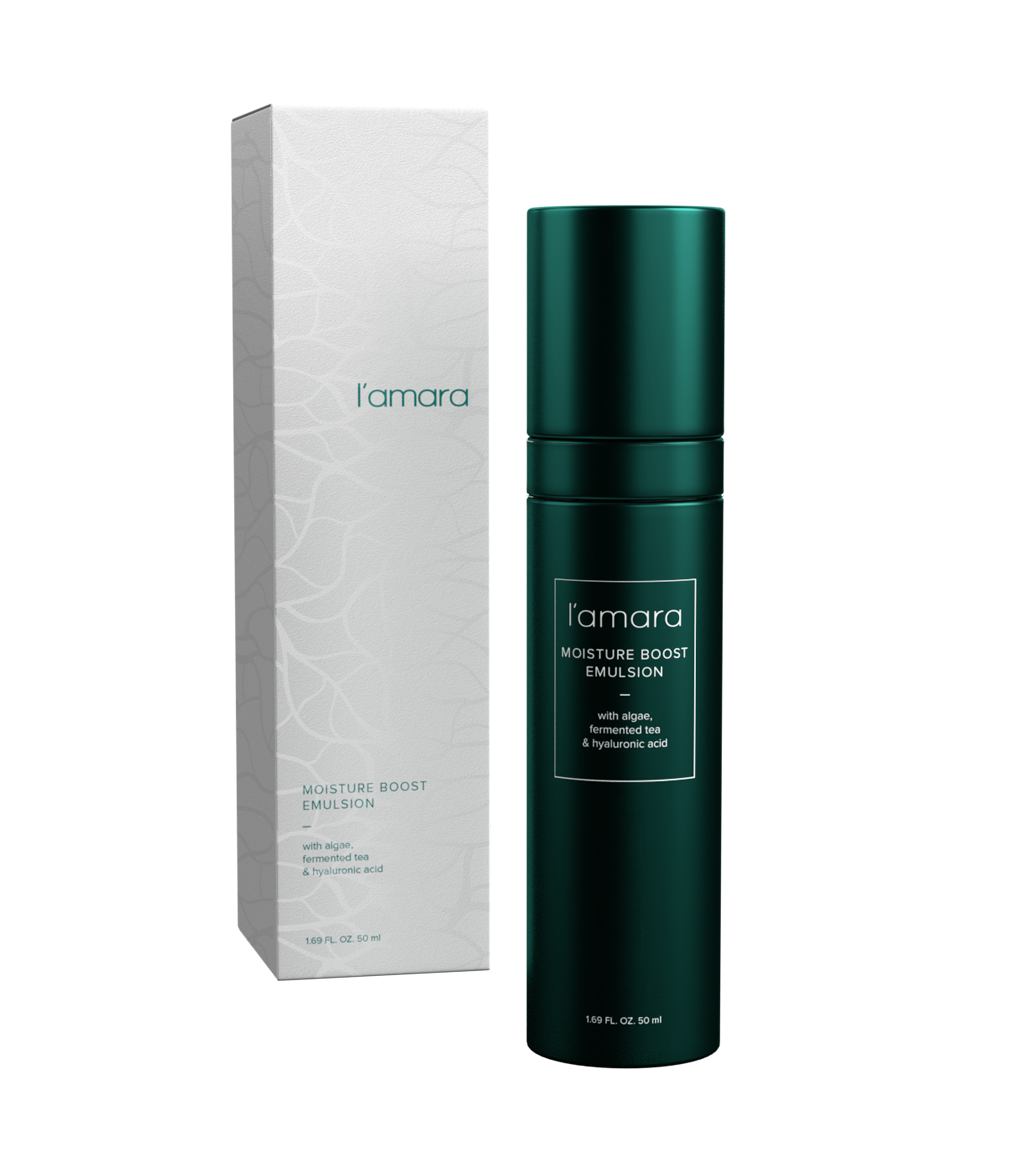 l'amara
MOISTURE BOOST
EMULSION
with algae,
fermented tea
& hyaluronic acid
1.69 FL. OZ. 50 ml
l'amara
MOISTURE BOOST
EMULSION
with algae,
fermented tea
& hyaluronic acid
1.69 FL. OZ. 50 ml